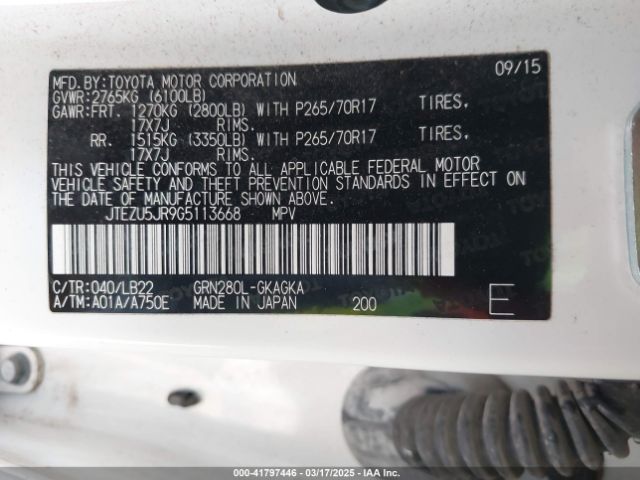 MFD.BY:TOYOTA MOTOR CORPORATION 09/15
GVWR:2765KG (6100LB)
GAWR:FRT. 1270KG (2800LB) WITH P265/70R17 TIRES,
17X7J RIMS.
RR. 1515KG (3350LB) WITH P265/70R17 TIRES,
17X7J RIMS.
THIS VEHICLE CONFORMS TO ALL APPLICABLE FEDERAL MOTOR
VEHICLE SAFETY AND THEFT PREVENTION STANDARDS IN EFFECT ON
THE DATE OF MANUFACTURE SHOWN ABOVE.
JTEZU5JR9G5113668 MPV
C/TR:040/LB22 GRN280L-GKAGKA
A/TM:A01A/A750E MADE IN JAPAN 200 E
000-41797446 - 03/17/2025 - IAA Inc.